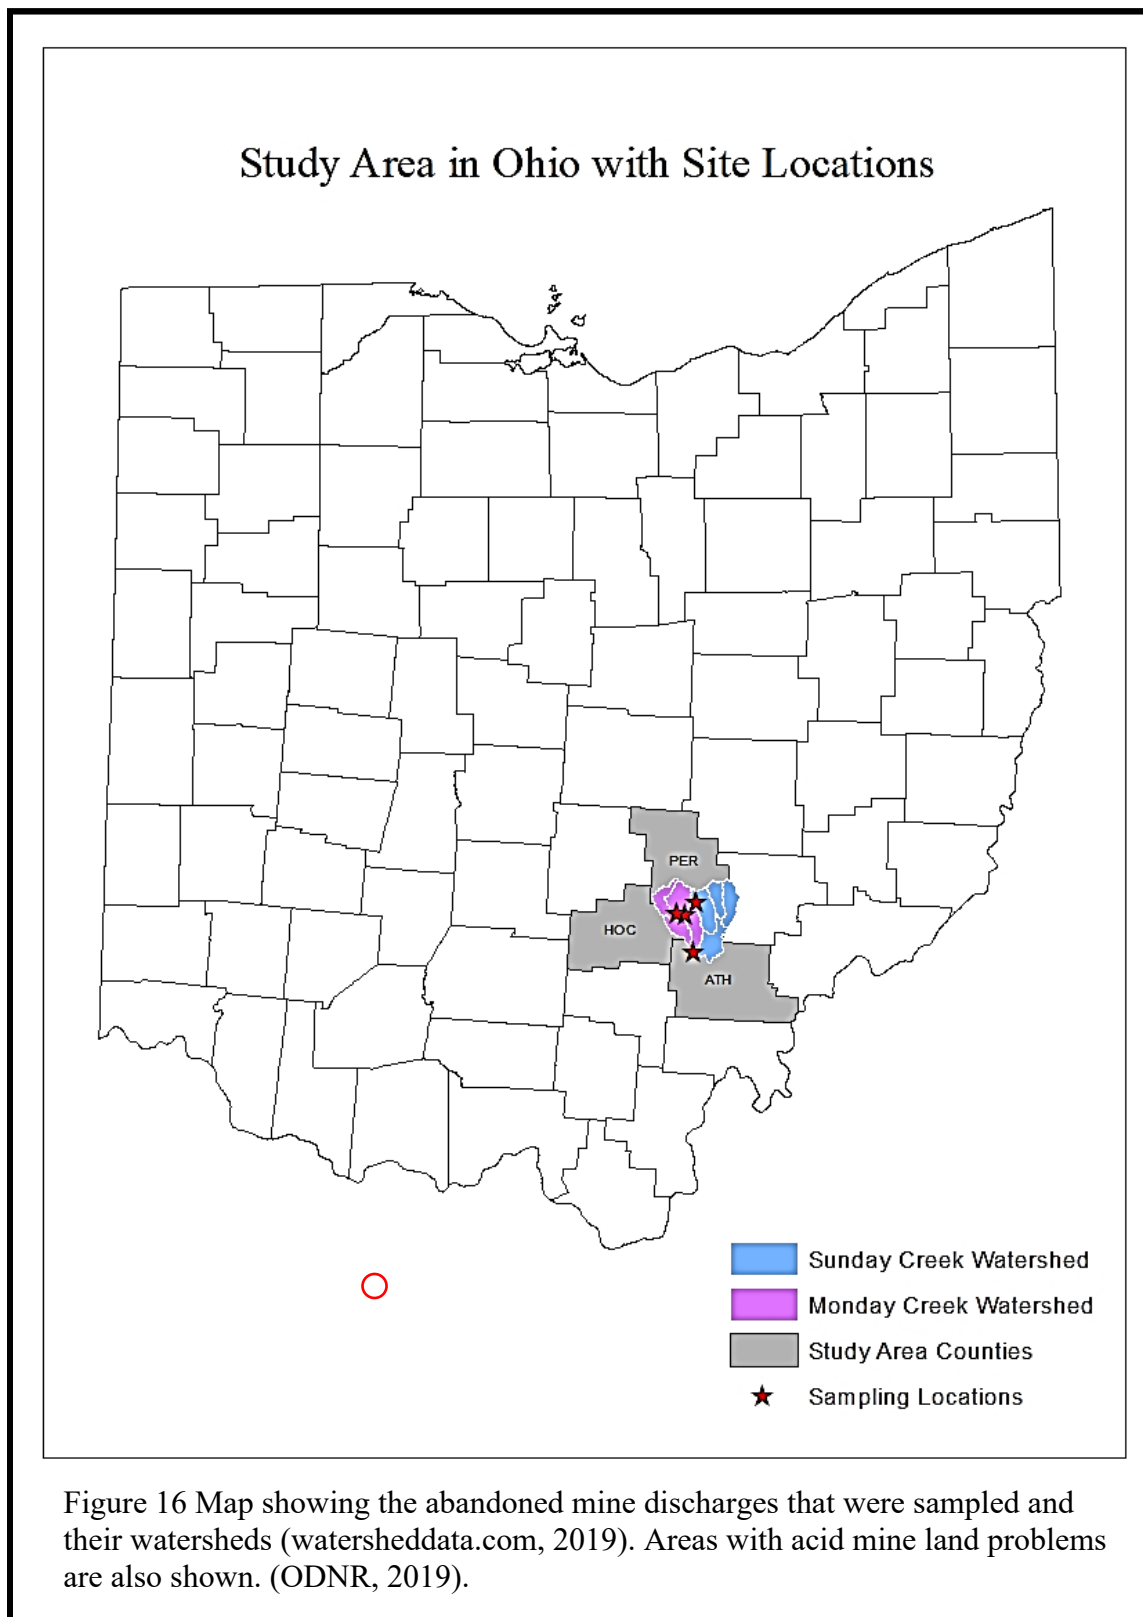 Study Area in Ohio with Site Locations
PER
HOC
ATH
Sunday Creek Watershed
Monday Creek Watershed
Study Area Counties
Sampling Locations
Figure 16 Map showing the abandoned mine discharges that were sampled and
their watersheds (watersheddata.com, 2019). Areas with acid mine land problems
are also shown. (ODNR, 2019).